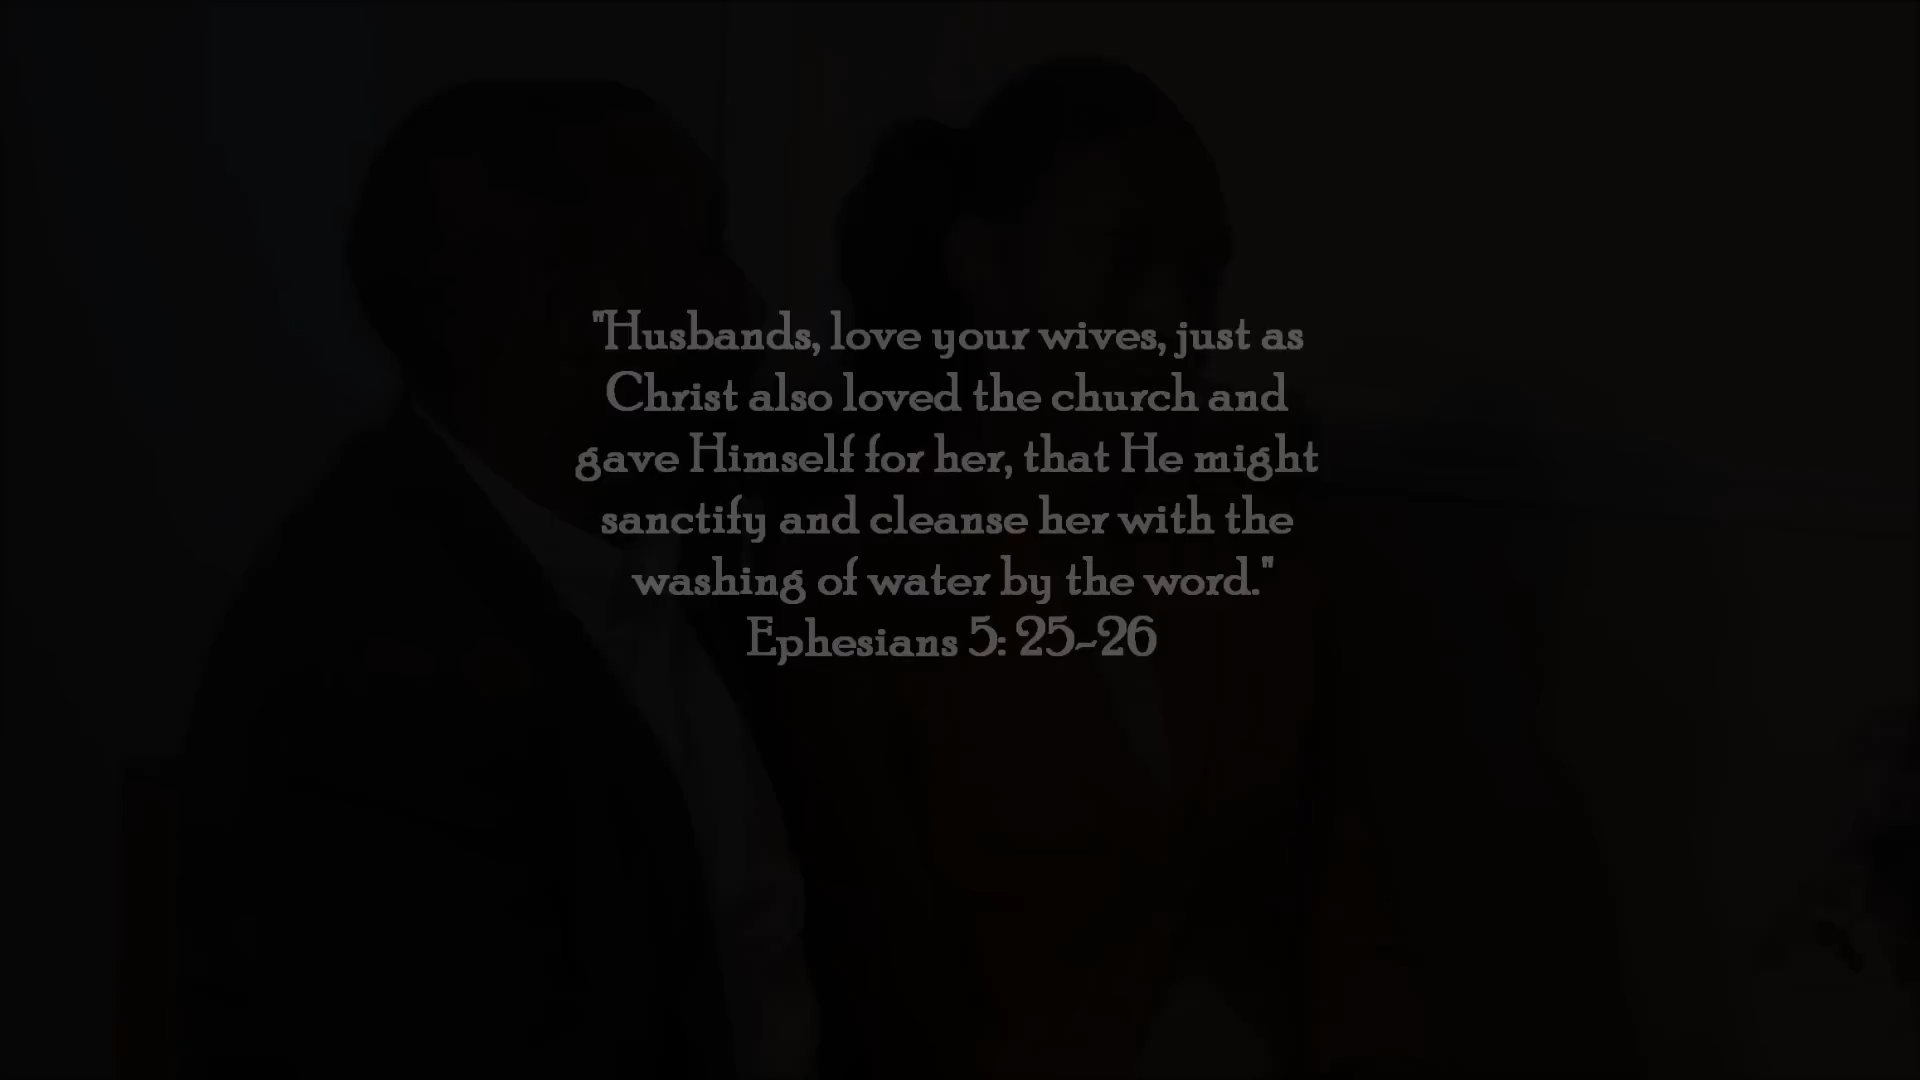 "Husbands, love your wives, just as
Christ also loved the church and
gave Himself for her, that He might
sanctify and cleanse her with the
washing of water by the word."
Ephesians 5: 25-26